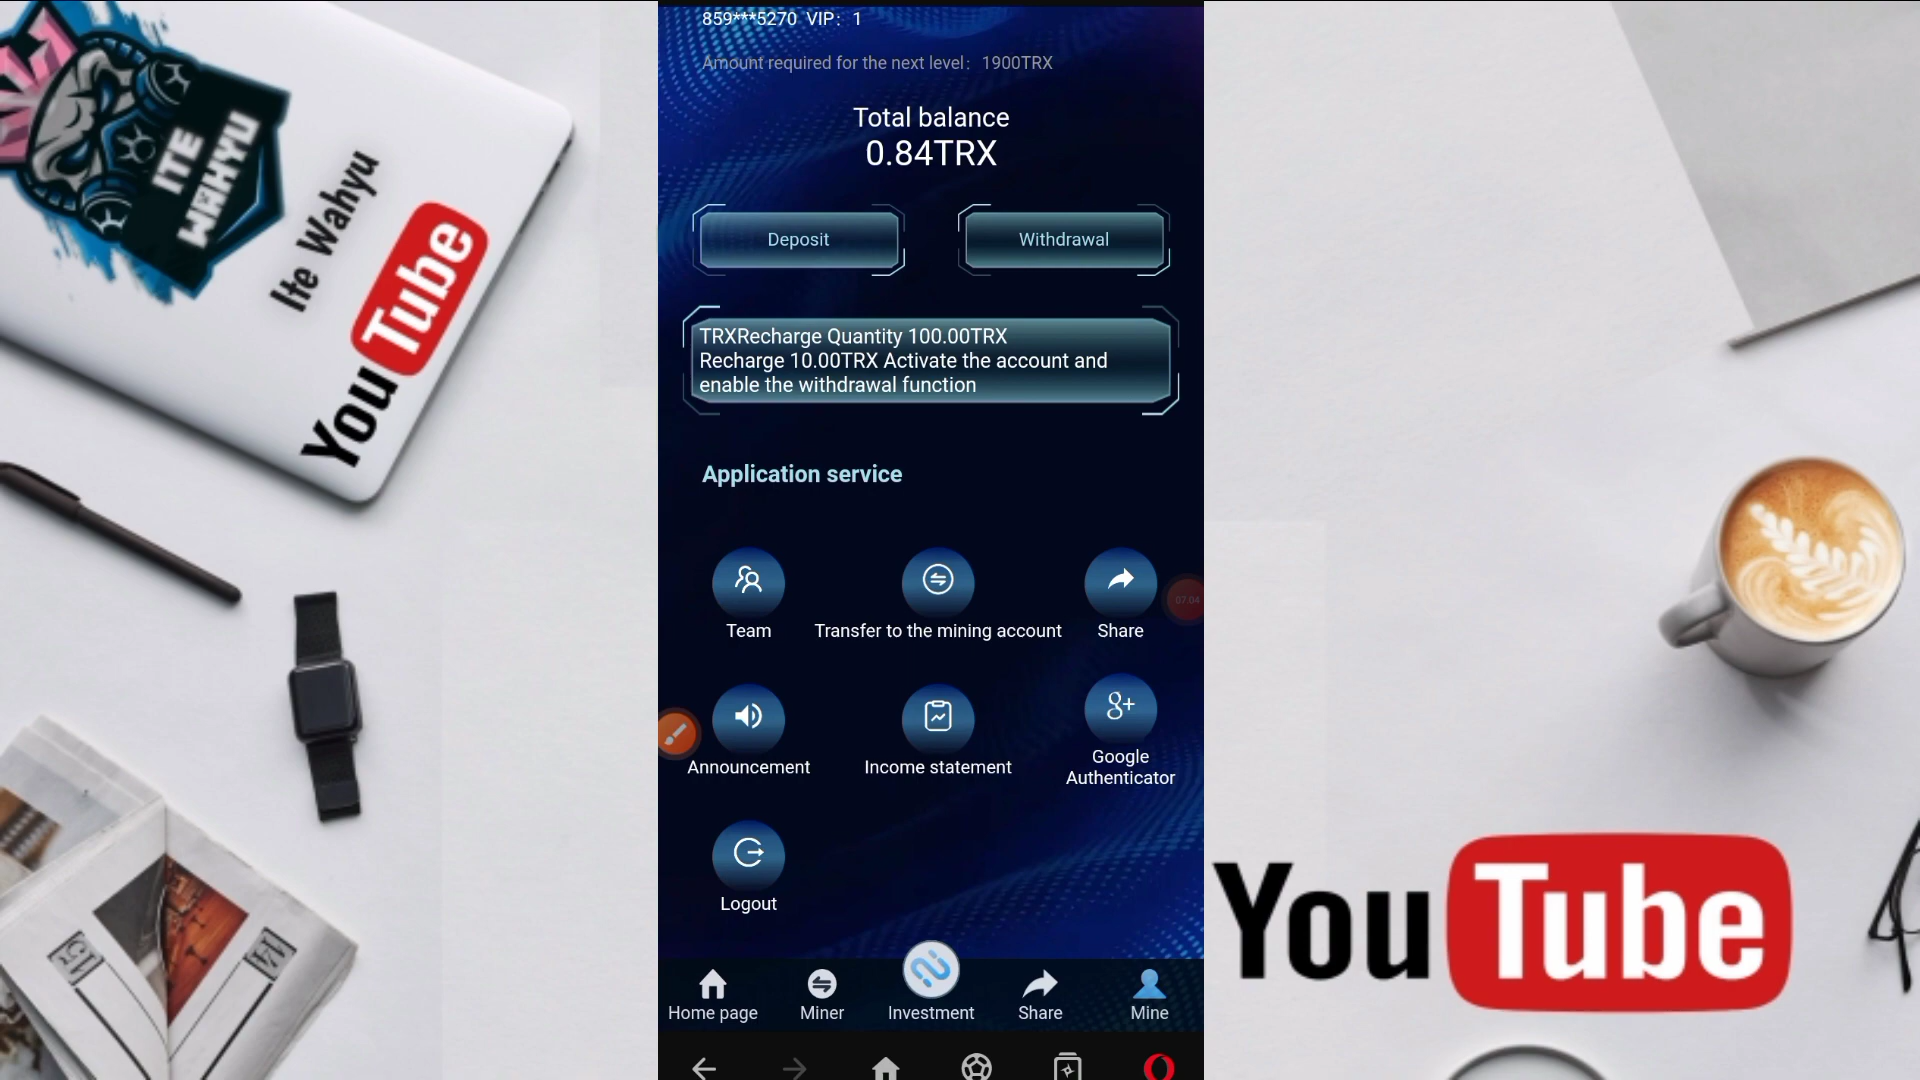 ITE
WAHYU
Ite Wahyu
YouTube
859***5270 VIP: 1
Amount required for the next level: 1900TRX
Total balance
0.84TRX
Deposit
Withdrawal
TRXRecharge Quantity 100.00TRX
Recharge 10.00TRX Activate the account and
enable the withdrawal function
Application service
Team
Transfer to the mining account
Share
07:04
Announcement
Income statement
8+
Google
Authenticator
Logout
Home page
Miner
Investment
Share
Mine
YouTube